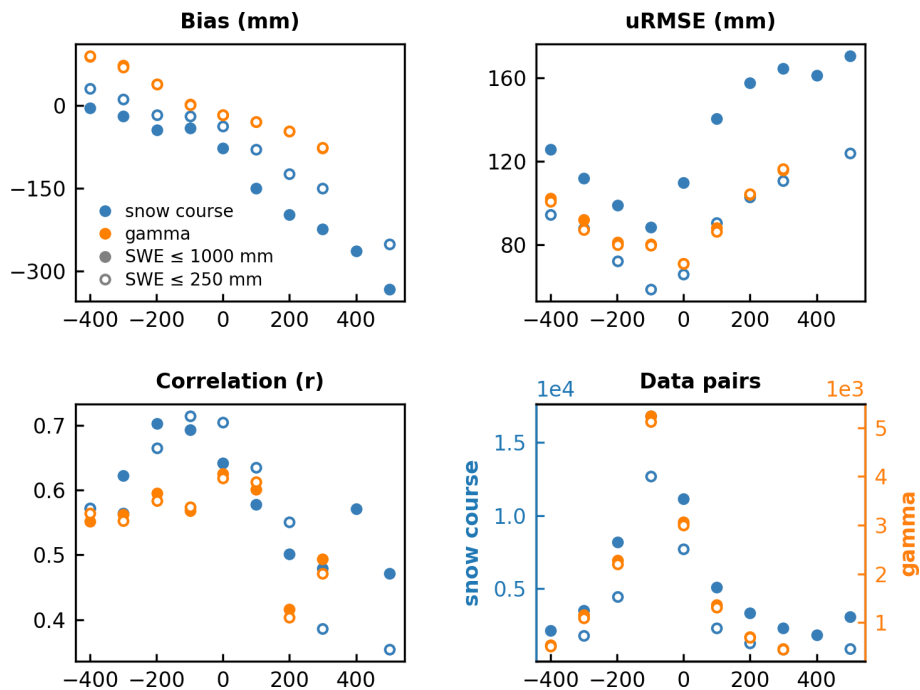 Bias (mm)
0
−150
−300
snow course
gamma
SWE ≤ 1000 mm
SWE ≤ 250 mm
−400 −200 0 200 400
uRMSE (mm)
160
120
80
−400 −200 0 200 400
Correlation (r)
0.7
0.6
0.5
0.4
−400 −200 0 200 400
1e4 Data pairs 1e3
1.5
1.0
0.5
snow course
5
4
3
2
1
gamma
−400 −200 0 200 400